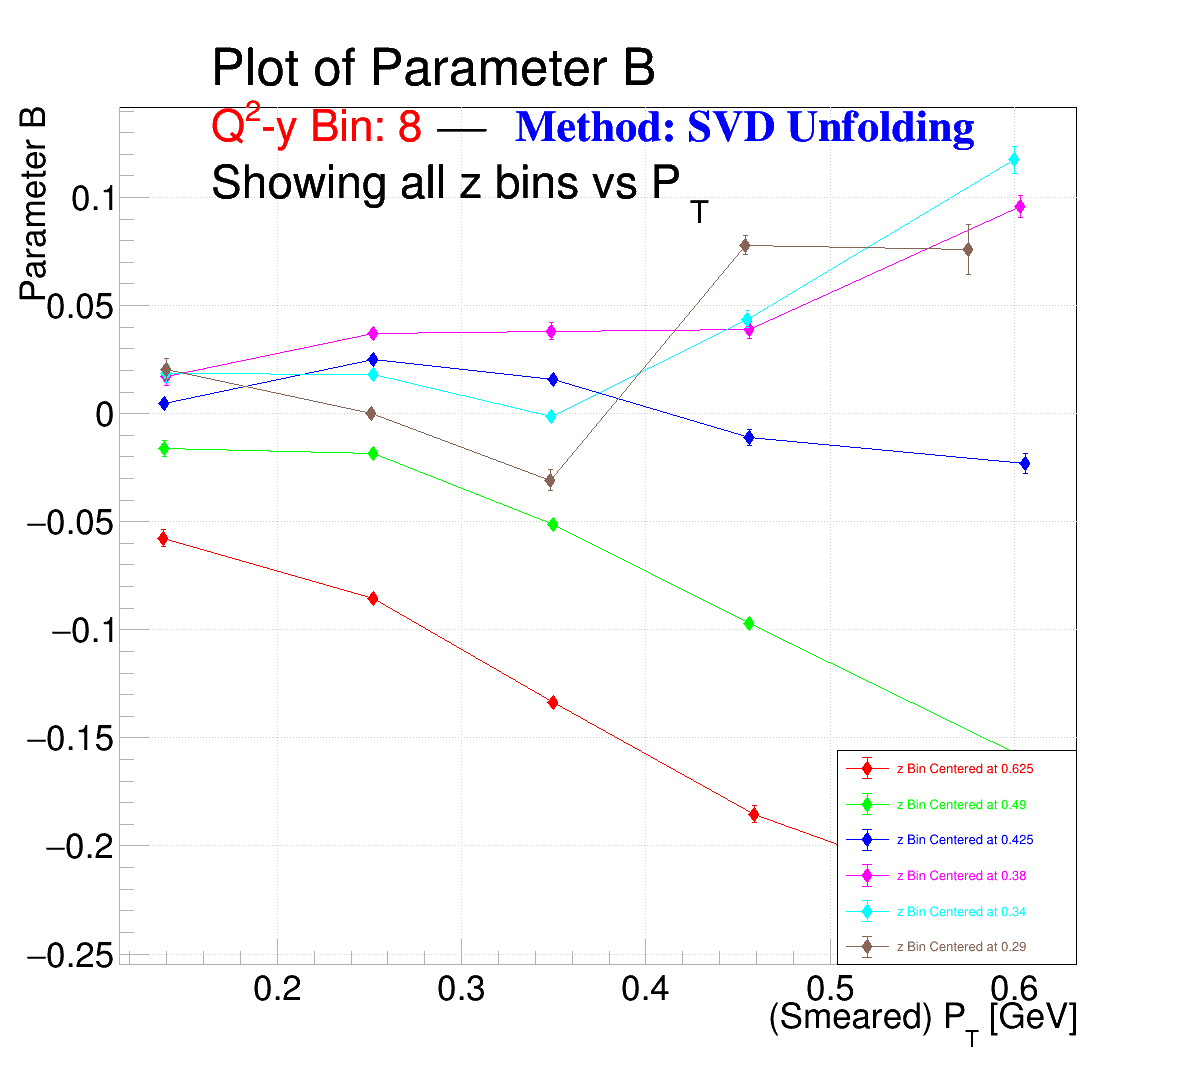 Plot of Parameter B
Q²-y Bin: 8 — Method: SVD Unfolding
Showing all z bins vs P_T
Parameter B
0.1
0.05
0
−0.05
−0.1
−0.15
−0.2
−0.25
z Bin Centered at 0.625
z Bin Centered at 0.49
z Bin Centered at 0.425
z Bin Centered at 0.38
z Bin Centered at 0.34
z Bin Centered at 0.29
0.2 0.3 0.4 0.5 0.6
(Smeared) P_T [GeV]